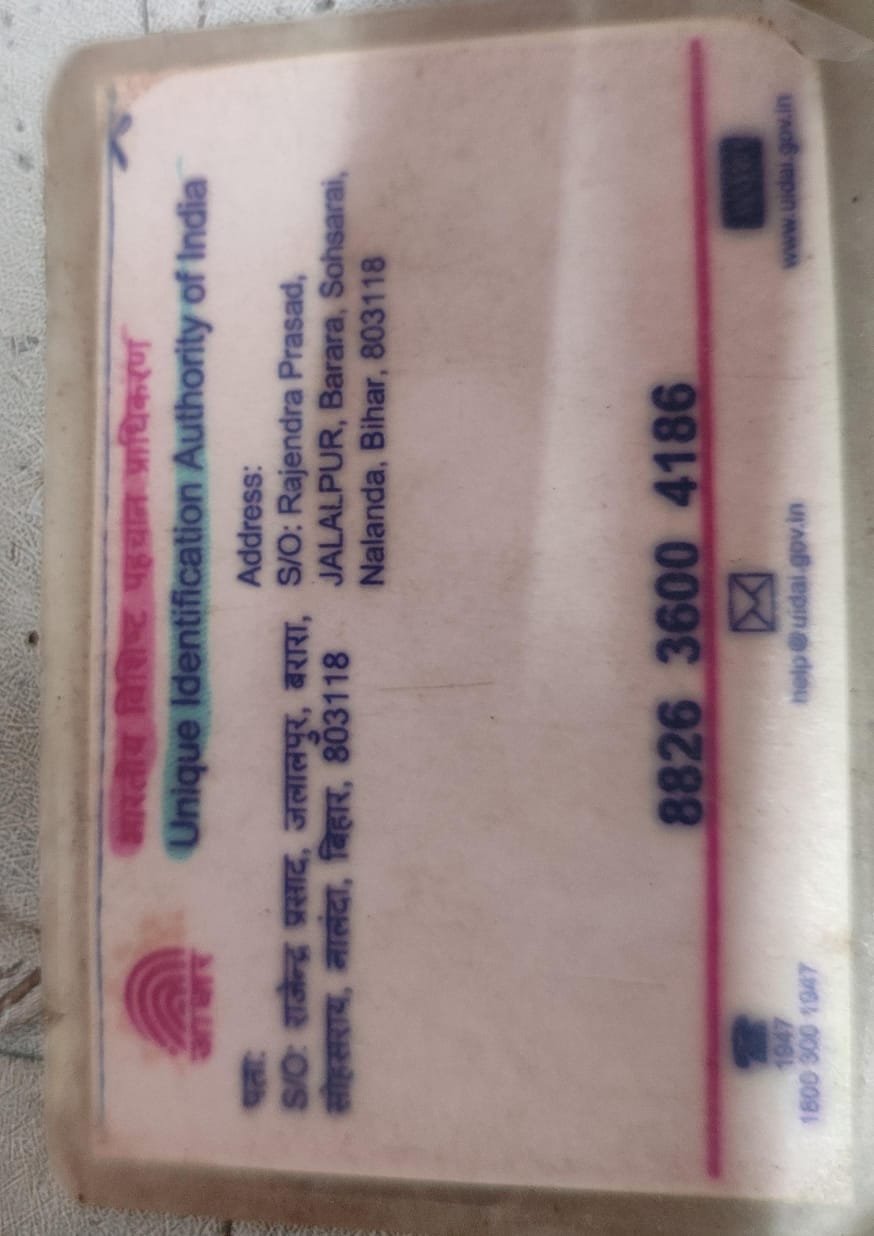 भारतीय विशिष्ट पहचान प्राधिकरण
Unique Identification Authority of India
आधार
पता:
S/O: राजेन्द्र प्रसाद, जलालपुर, बरारा,
सोहसराय, नालंदा, बिहार, 803118
Address:
S/O: Rajendra Prasad,
JALALPUR, Barara, Sohsarai,
Nalanda, Bihar, 803118
8826 3600 4186
1947
1800 300 1947
help@uidai.gov.in
www.uidai.gov.in